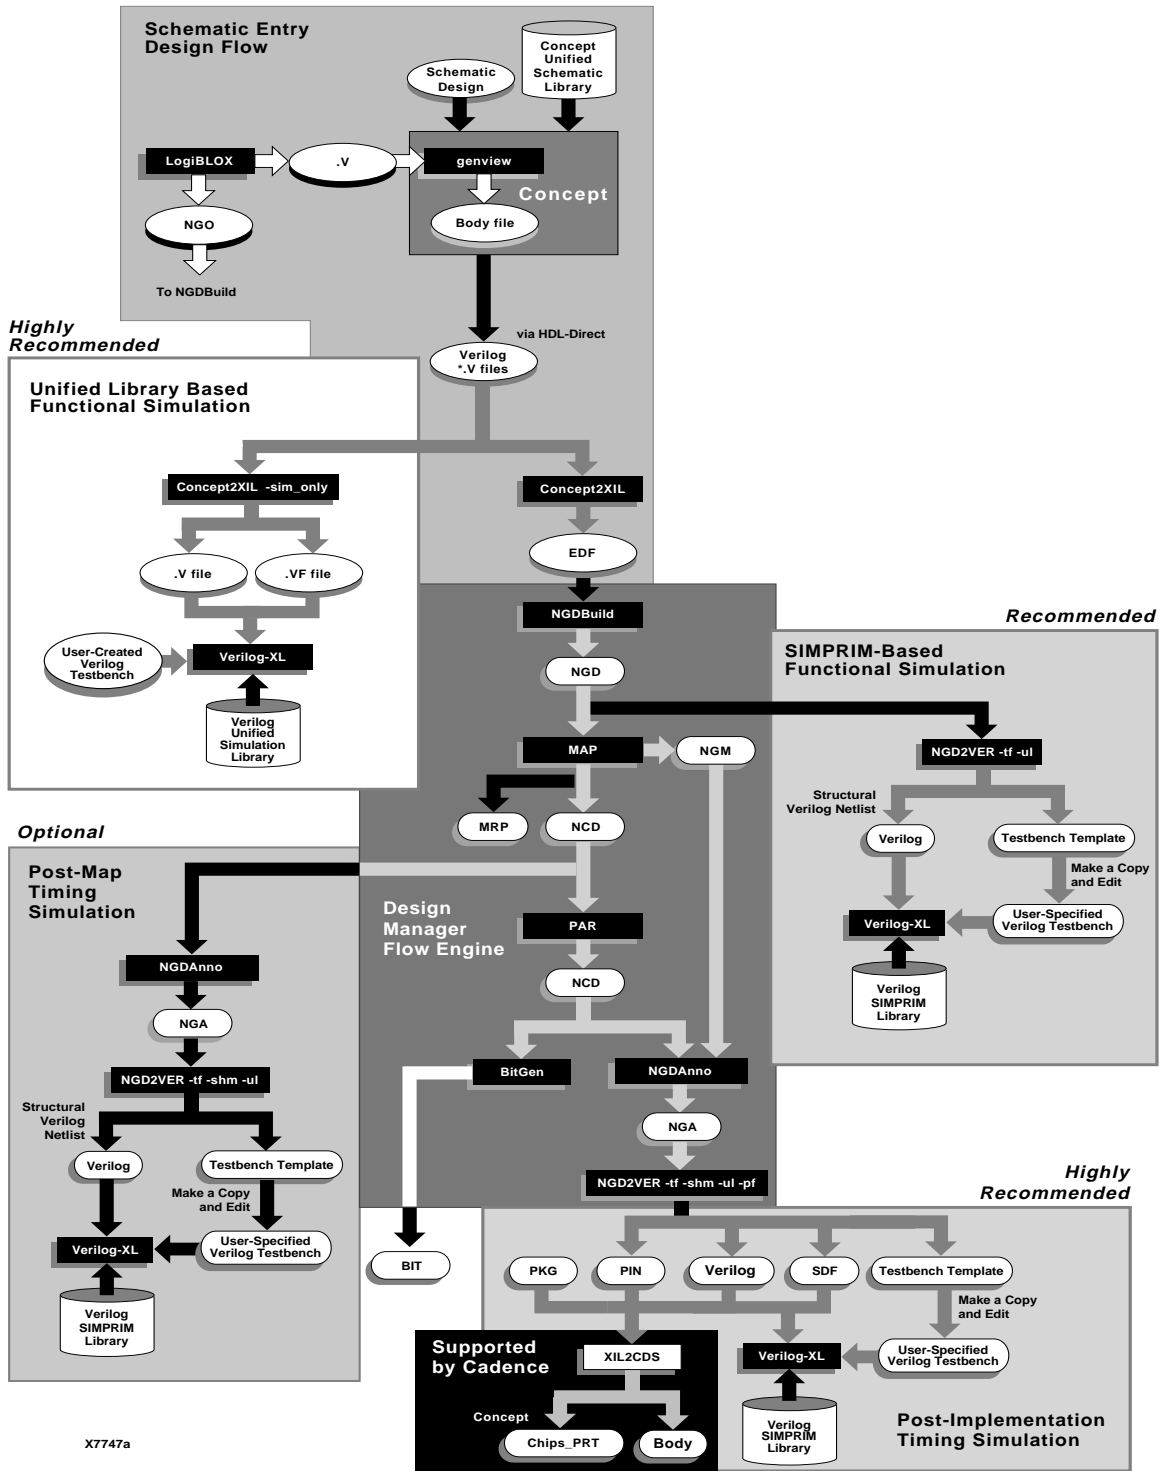 Schematic Entry
Design Flow
Concept
Unified
Schematic
Library
Schematic
Design
LogiBLOX
.V
genview
Concept
NGO
Body file
To NGDBuild
via HDL-Direct
Highly
Recommended
Verilog
*.V files
Unified Library Based
Functional Simulation
Concept2XIL -sim_only
Concept2XIL
.V file
.VF file
EDF
NGDBuild
Recommended
User-Created
Verilog
Testbench
Verilog-XL
NGD
SIMPRIM-Based
Functional Simulation
Verilog
Unified
Simulation
Library
MAP
NGM
NGD2VER -tf -ul
Structural
Verilog Netlist
MRP
NCD
Verilog
Testbench Template
Optional
Post-Map
Timing
Simulation
Make a Copy
and Edit
Design
Manager
Flow Engine
PAR
Verilog-XL
User-Specified
Verilog Testbench
NGDAnno
NCD
Verilog
SIMPRIM
Library
NGA
BitGen
NGDAnno
NGD2VER -tf -shm -ul
Structural
Verilog
Netlist
NGA
Verilog
Testbench Template
NGD2VER -tf -shm -ul -pf
Highly
Recommended
Make a Copy
and Edit
Verilog-XL
User-Specified
Verilog Testbench
BIT
PKG
PIN
Verilog
SDF
Testbench Template
Make a Copy
and Edit
Verilog
SIMPRIM
Library
Supported
by Cadence
XIL2CDS
Verilog-XL
User-Specified
Verilog Testbench
Concept
Chips_PRT
Body
Verilog
SIMPRIM
Library
Post-Implementation
Timing Simulation
X7747a